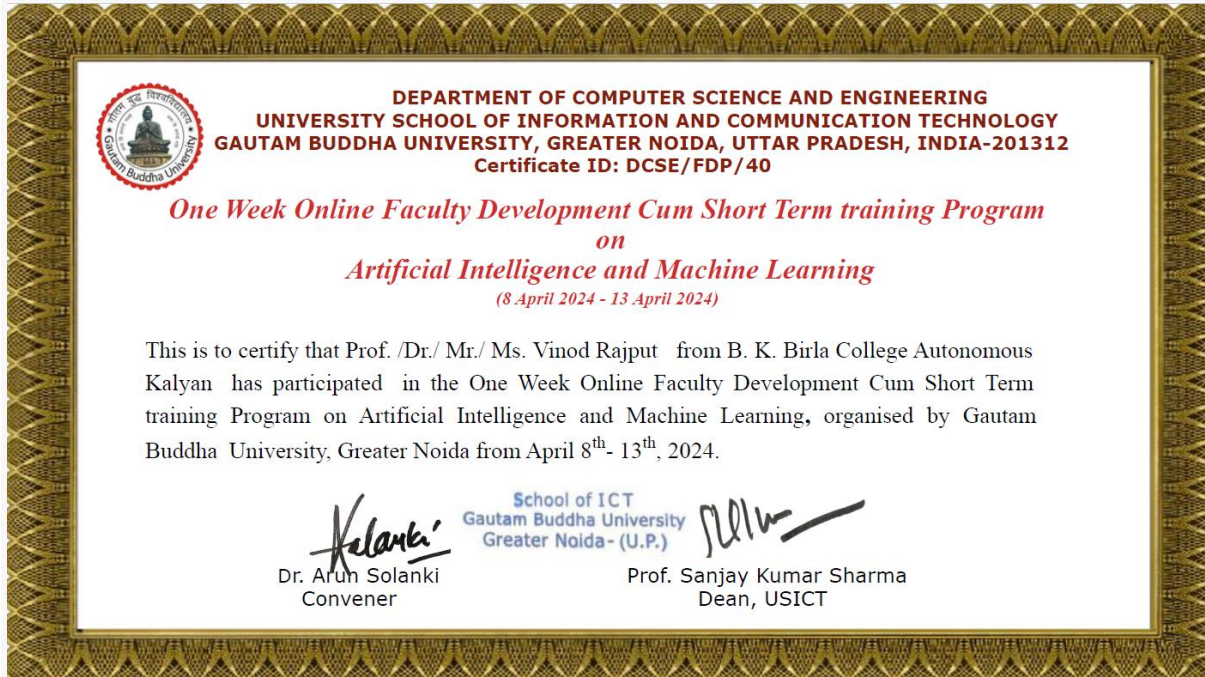 गौतम बुद्ध विश्वविद्यालय
Gautam Buddha University
DEPARTMENT OF COMPUTER SCIENCE AND ENGINEERING
UNIVERSITY SCHOOL OF INFORMATION AND COMMUNICATION TECHNOLOGY
GAUTAM BUDDHA UNIVERSITY, GREATER NOIDA, UTTAR PRADESH, INDIA-201312
Certificate ID: DCSE/FDP/40
One Week Online Faculty Development Cum Short Term training Program
on
Artificial Intelligence and Machine Learning
(8 April 2024 - 13 April 2024)
This is to certify that Prof. /Dr./ Mr./ Ms. Vinod Rajput from B. K. Birla College Autonomous
Kalyan has participated in the One Week Online Faculty Development Cum Short Term
training Program on Artificial Intelligence and Machine Learning, organised by Gautam
Buddha University, Greater Noida from April 8th- 13th, 2024.
School of ICT
Gautam Buddha University
Greater Noida- (U.P.)
Dr. Arun Solanki
Convener
Prof. Sanjay Kumar Sharma
Dean, USICT